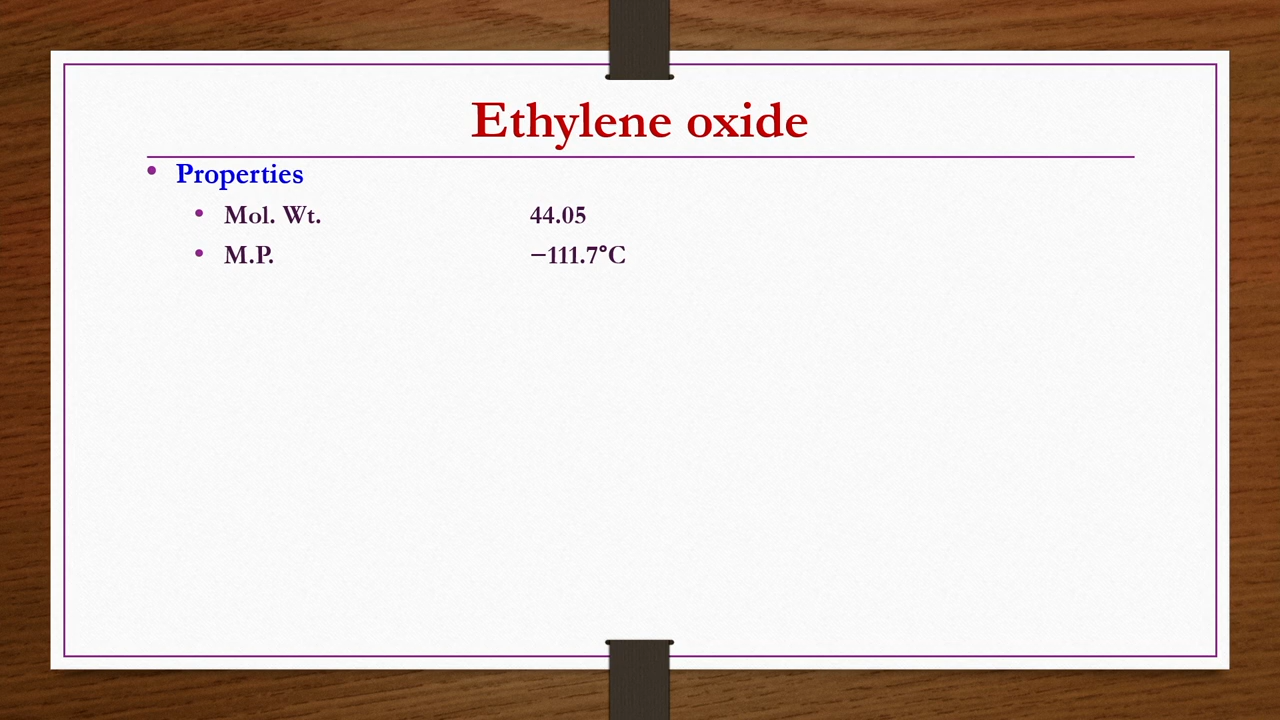 Ethylene oxide
• Properties
• Mol. Wt. 44.05
• M.P. −111.7°C